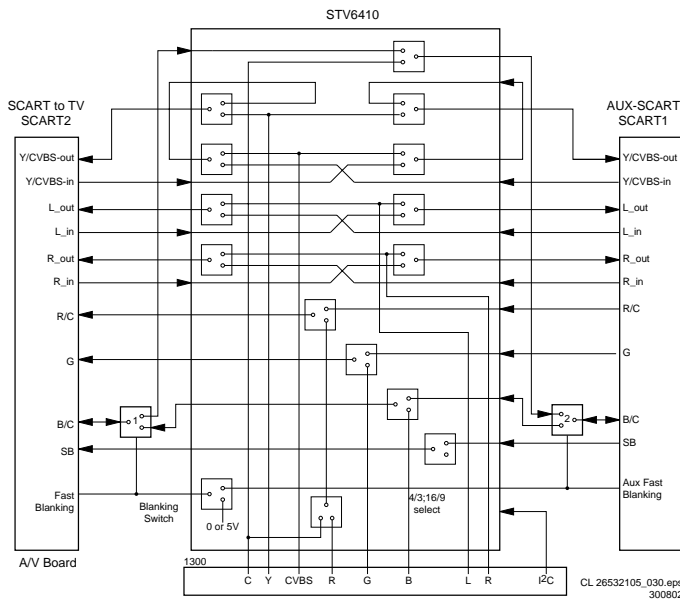 STV6410
SCART to TV
SCART2
AUX-SCART
SCART1
Y/CVBS-out
Y/CVBS-out
Y/CVBS-in
Y/CVBS-in
L_out
L_out
L_in
L_in
R_out
R_out
R_in
R_in
R/C
R/C
G
G
B/C
1
2
B/C
SB
SB
Fast
Blanking
Blanking
Switch
0 or 5V
4/3;16/9
select
Aux Fast
Blanking
A/V Board
1300
C Y CVBS R G B L R I2C
CL 26532105_030.eps
300802